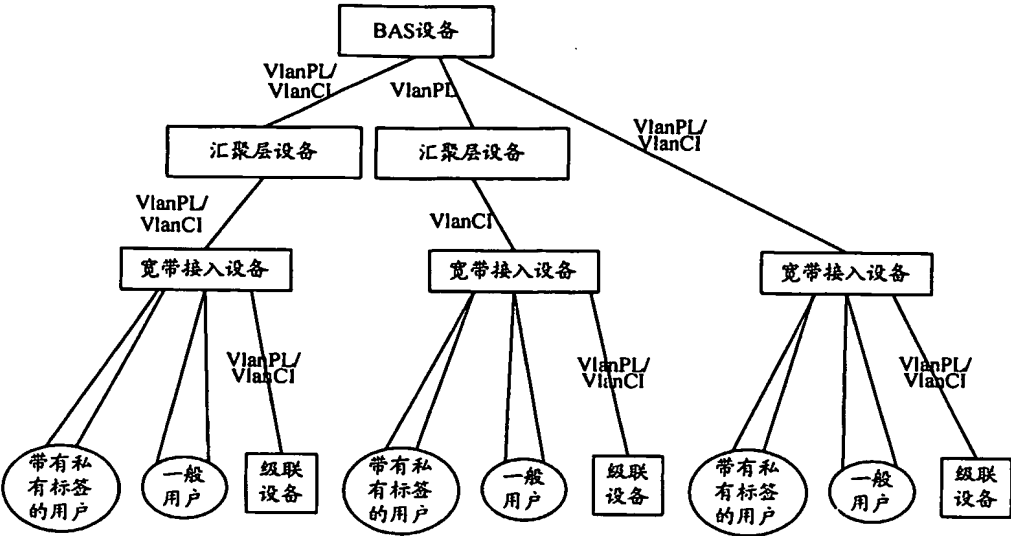 BAS设备
VlanPL/
VlanCI
VlanPL
VlanPL/
VlanCI
汇聚层设备
汇聚层设备
VlanPL/
VlanCI
VlanCI
宽带接入设备
宽带接入设备
宽带接入设备
VlanPL/
VlanCI
VlanPL/
VlanCI
VlanPL/
VlanCI
带有私
有标签
的用户
一般
用户
级联
设备
带有私
有标签
的用户
一般
用户
级联
设备
带有私
有标签
的用户
一般
用户
级联
设备